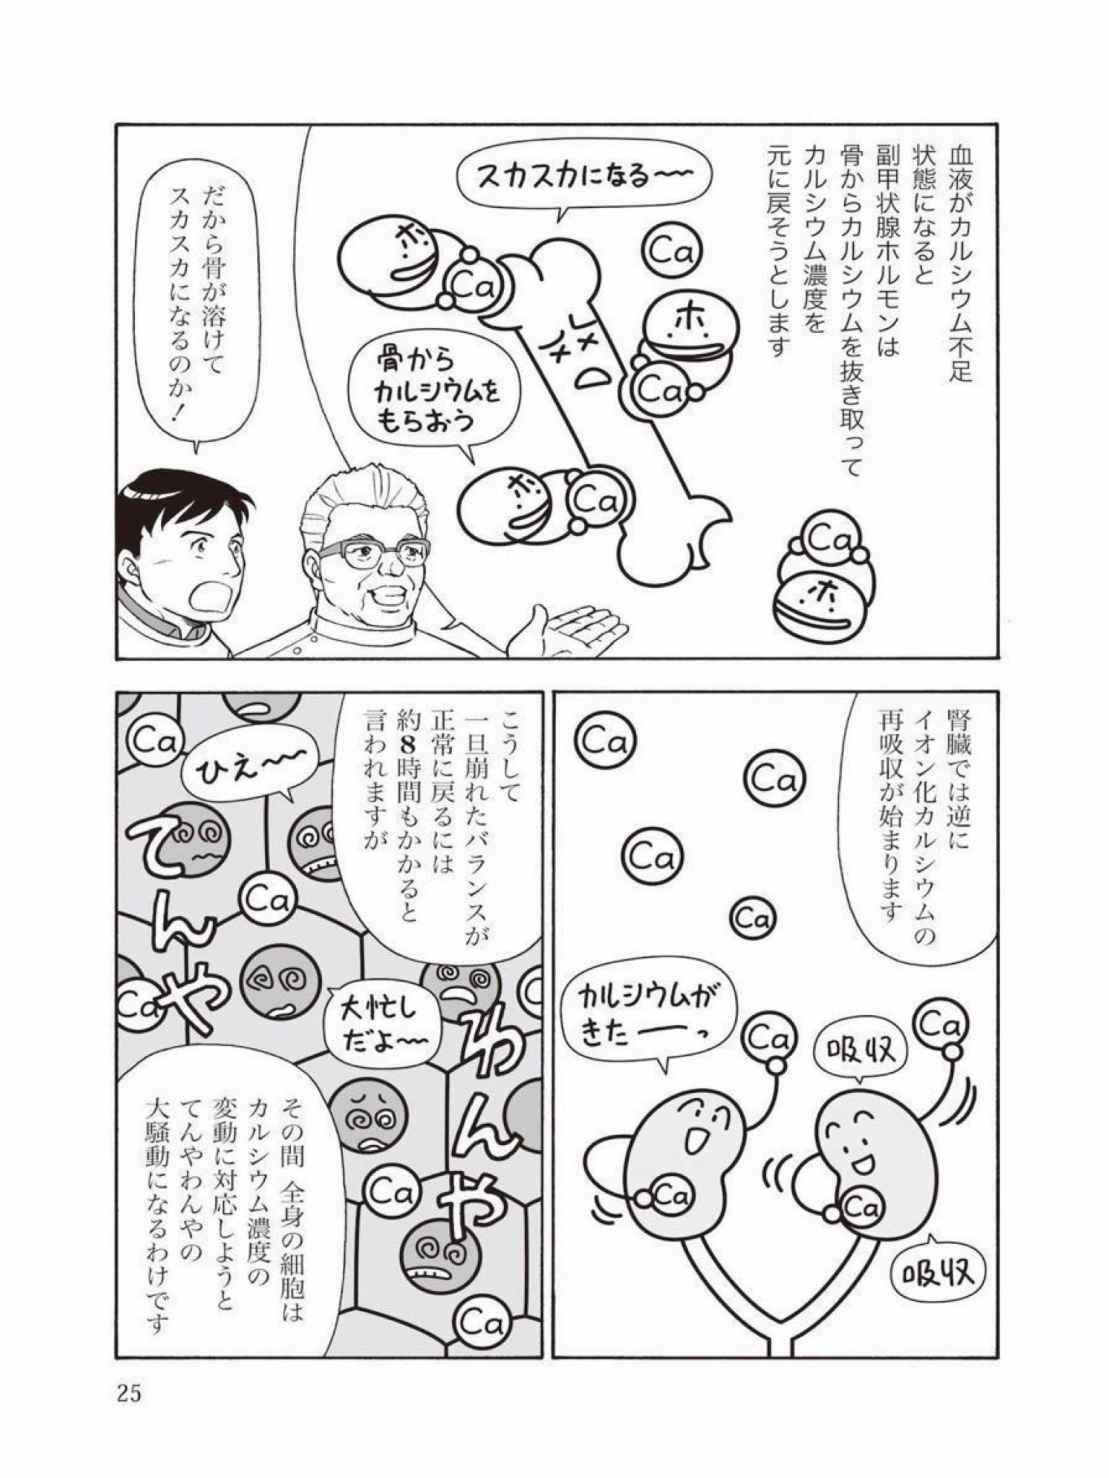 血液がカルシウム不足
状態になると
副甲状腺ホルモンは
骨からカルシウムを抜き取って
カルシウム濃度を
元に戻そうとします
スカスカになる〜〜
Ca
ホ
Ca
ホ
Ca
骨から
カルシウムを
もらおう
ホ
Ca
Ca
ホ
だから骨が溶けて
スカスカになるのか！
腎臓では逆に
イオン化カルシウムの
再吸収が始まります
Ca
Ca
Ca
Ca
カルシウムが
きた——っ
Ca
吸収
Ca
Ca
Ca
吸収
こうして
一旦崩れたバランスが
正常に戻るには
約8時間もかかると
言われますが
Ca
ひえ〜〜
てんや
わんや
Ca
Ca
大忙し
だよ〜〜
Ca
Ca
その間 全身の細胞は
カルシウム濃度の
変動に対応しようと
てんやわんやの
大騒動になるわけです
25